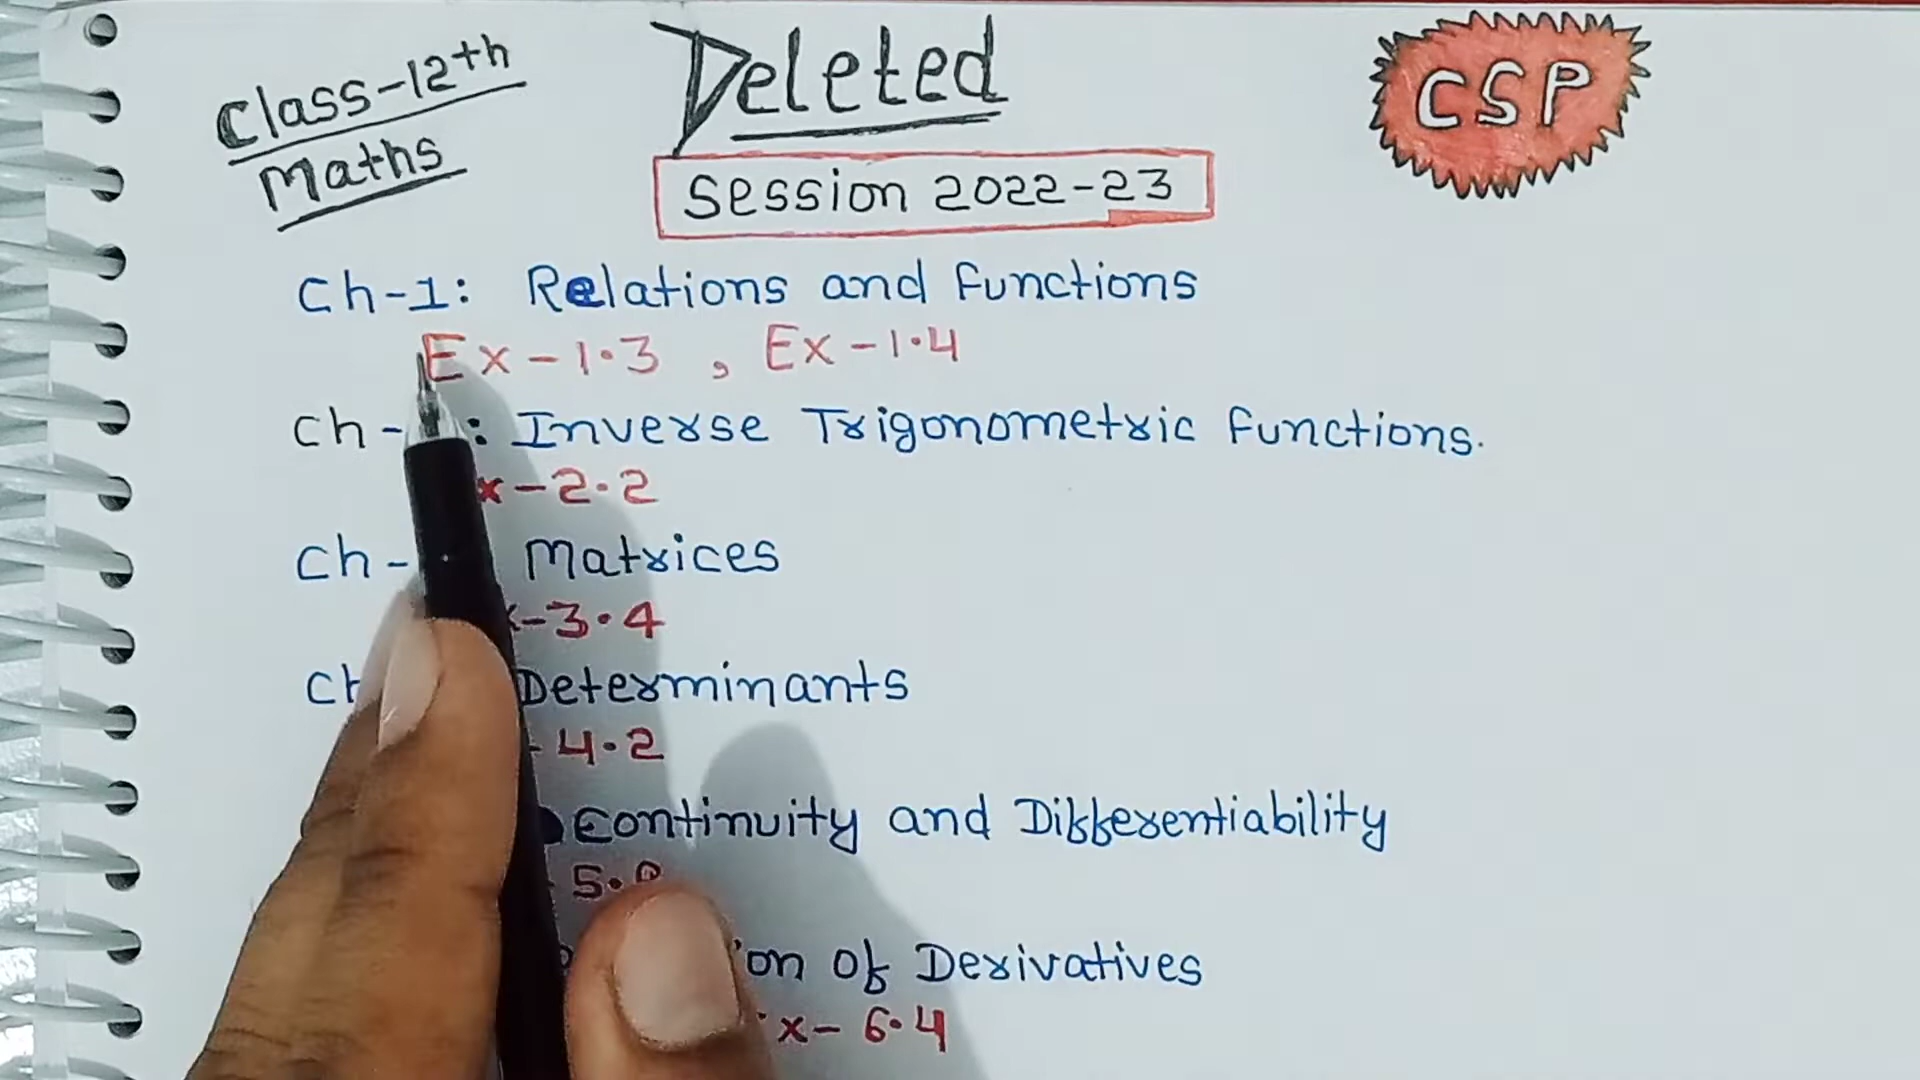 Class-12th
Maths
Deleted
CSP
Session 2022-23
Ch-1: Relations and functions
Ex-1.3 , Ex-1.4
Ch- : Inverse Trigonometric functions.
x-2.2
Ch- Matrices
-3.4
Determinants
- 4.2
Continuity and Differentiability
5.
of Derivatives
x- 6.4